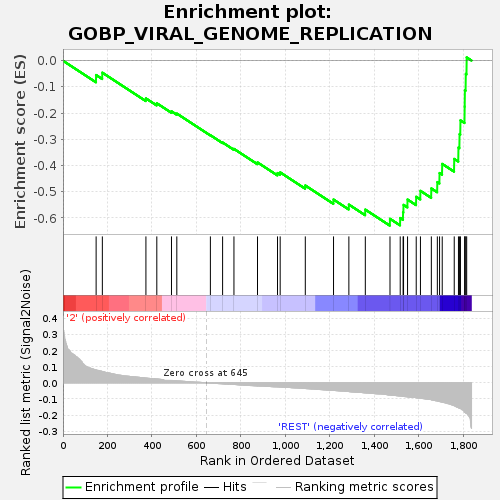 Enrichment plot:
GOBP_VIRAL_GENOME_REPLICATION
Enrichment score (ES)
0.0
-0.1
-0.2
-0.3
-0.4
-0.5
-0.6
Ranked list metric (Signal2Noise)
0.4
0.3
0.2
0.1
0.0
-0.1
-0.2
-0.3
'2' (positively correlated)
Zero cross at 645
'REST' (negatively correlated)
0
200
400
600
800
1,000
1,200
1,400
1,600
1,800
Rank in Ordered Dataset
Enrichment profile
Hits
Ranking metric scores